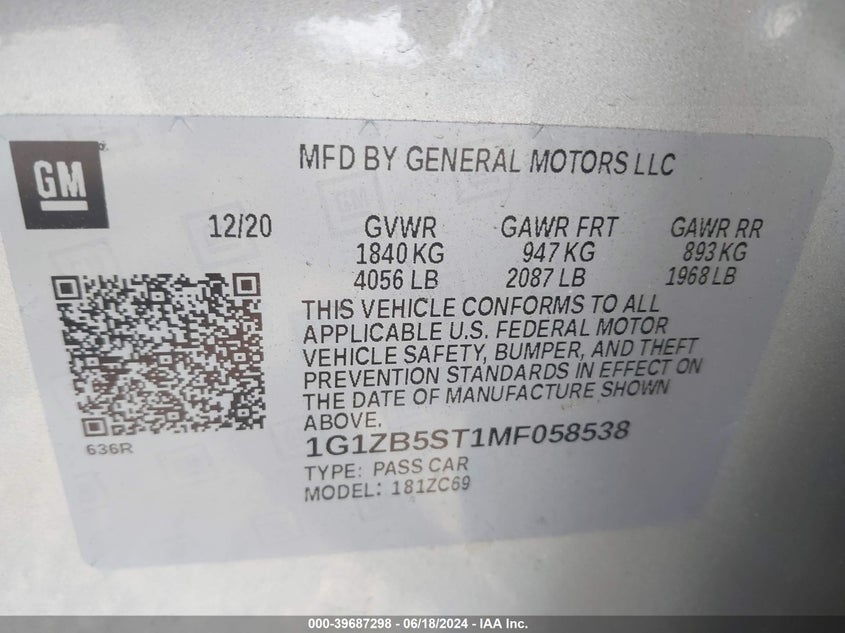 GM
MFD BY GENERAL MOTORS LLC
12/20 GVWR GAWR FRT GAWR RR
1840 KG 947 KG 893 KG
4056 LB 2087 LB 1968 LB
THIS VEHICLE CONFORMS TO ALL
APPLICABLE U.S. FEDERAL MOTOR
VEHICLE SAFETY, BUMPER, AND THEFT
PREVENTION STANDARDS IN EFFECT ON
THE DATE OF MANUFACTURE SHOWN
ABOVE.
636R
1G1ZB5ST1MF058538
TYPE: PASS CAR
MODEL: 181ZC69
000-39687298 - 06/18/2024 - IAA Inc.